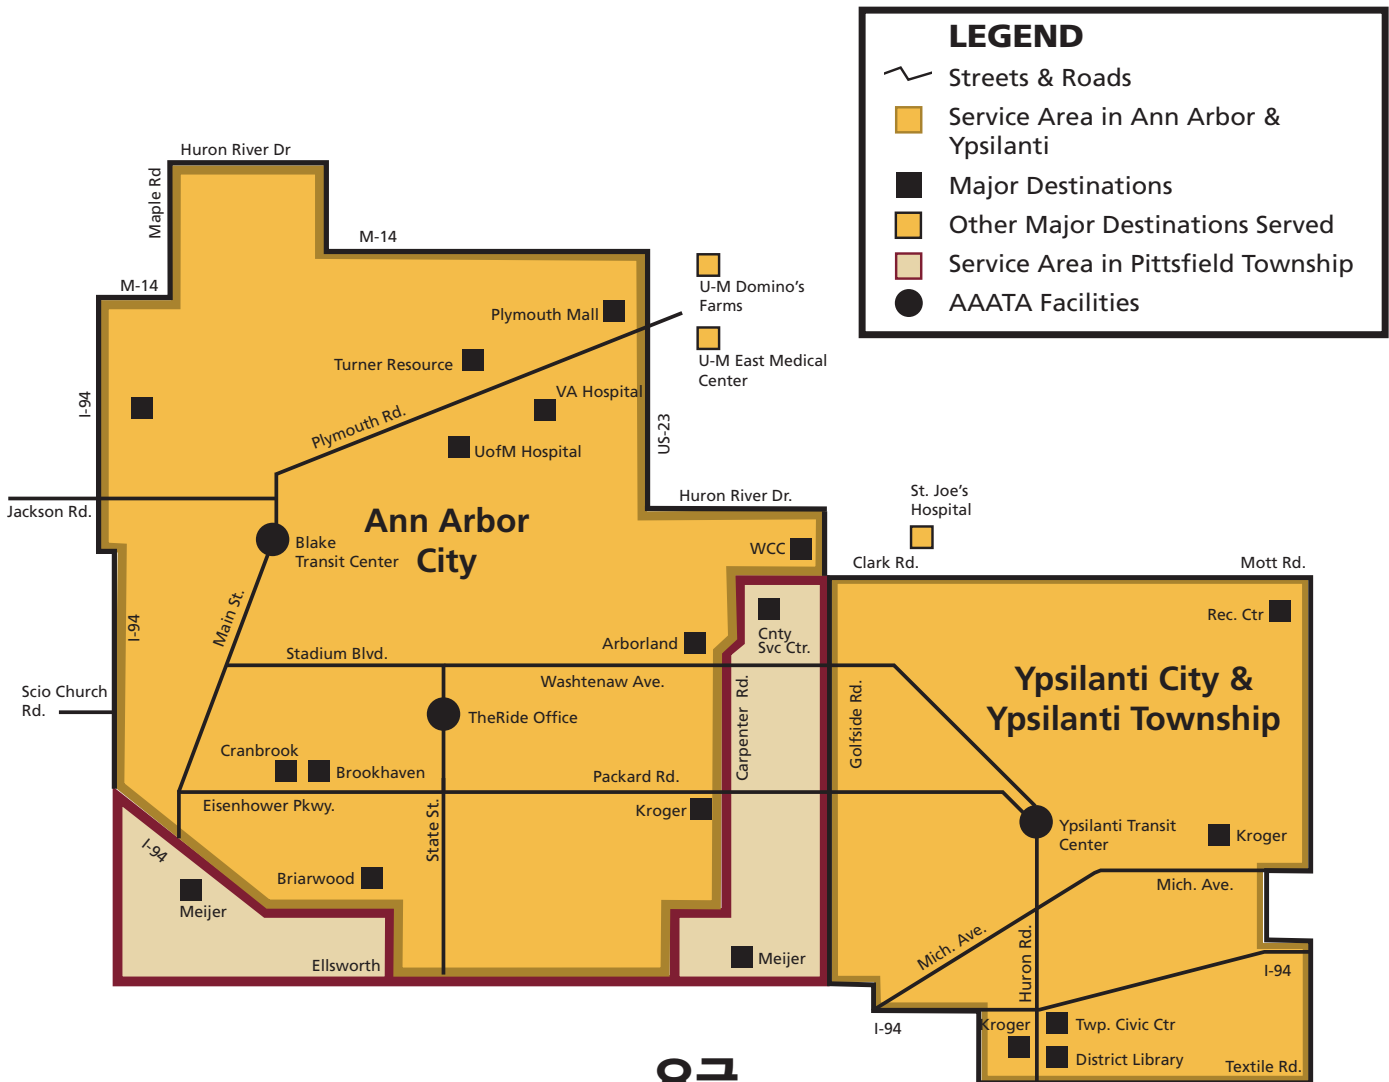 LEGEND
Streets & Roads
Service Area in Ann Arbor &
Ypsilanti
Major Destinations
Other Major Destinations Served
Service Area in Pittsfield Township
AAATA Facilities
Huron River Dr
Maple Rd
M-14
M-14
U-M Domino's
Farms
Plymouth Mall
U-M East Medical
Center
Turner Resource
VA Hospital
I-94
Plymouth Rd.
US-23
UofM Hospital
Jackson Rd.
Huron River Dr.
St. Joe's
Hospital
Ann Arbor
City
Blake
Transit Center
WCC
Clark Rd.
Mott Rd.
I-94
Main St.
Rec. Ctr
Cnty
Svc Ctr.
Arborland
Stadium Blvd.
Washtenaw Ave.
Ypsilanti City &
Ypsilanti Township
Scio Church
Rd.
TheRide Office
Carpenter Rd.
Golfside Rd.
Cranbrook
Brookhaven
Packard Rd.
Eisenhower Pkwy.
Kroger
State St.
Ypsilanti Transit
Center
Kroger
I-94
Briarwood
Mich. Ave.
Meijer
Mich. Ave.
Huron Rd.
Ellsworth
Meijer
I-94
I-94
Kroger
Twp. Civic Ctr
District Library
Textile Rd.